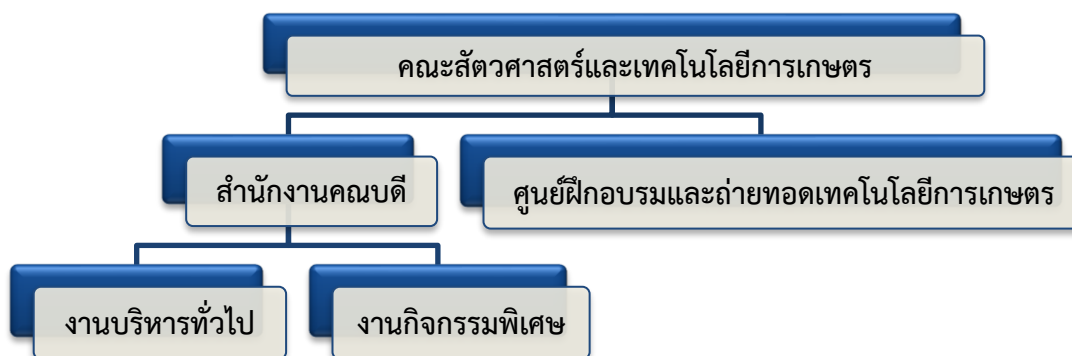 คณะสัตวศาสตร์และเทคโนโลยีการเกษตร
สำนักงานคณบดี
ศูนย์ฝึกอบรมและถ่ายทอดเทคโนโลยีการเกษตร
งานบริหารทั่วไป
งานกิจกรรมพิเศษ